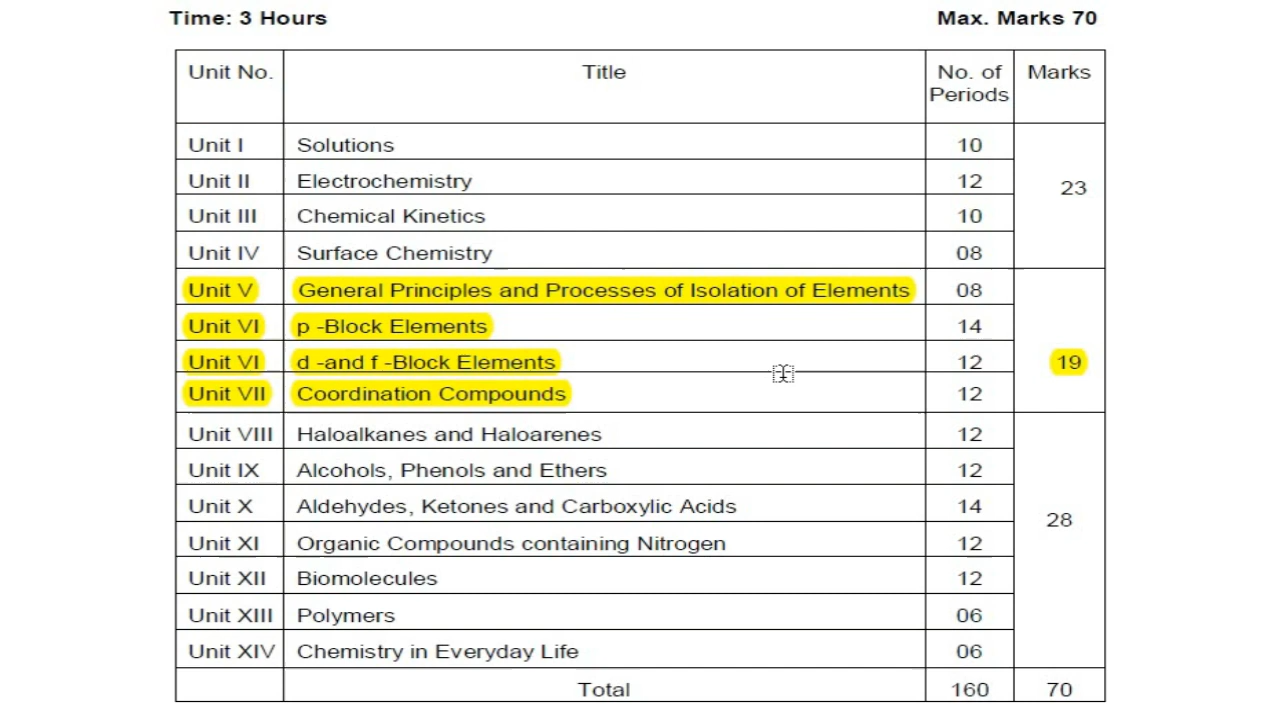 Time: 3 Hours Max. Marks 70
Unit No. Title No. of Periods Marks
Unit I Solutions 10 23
Unit II Electrochemistry 12
Unit III Chemical Kinetics 10
Unit IV Surface Chemistry 08
Unit V General Principles and Processes of Isolation of Elements 08 19
Unit VI p -Block Elements 14
Unit VI d -and f -Block Elements 12
Unit VII Coordination Compounds 12
Unit VIII Haloalkanes and Haloarenes 12 28
Unit IX Alcohols, Phenols and Ethers 12
Unit X Aldehydes, Ketones and Carboxylic Acids 14
Unit XI Organic Compounds containing Nitrogen 12
Unit XII Biomolecules 12
Unit XIII Polymers 06
Unit XIV Chemistry in Everyday Life 06
Total 160 70